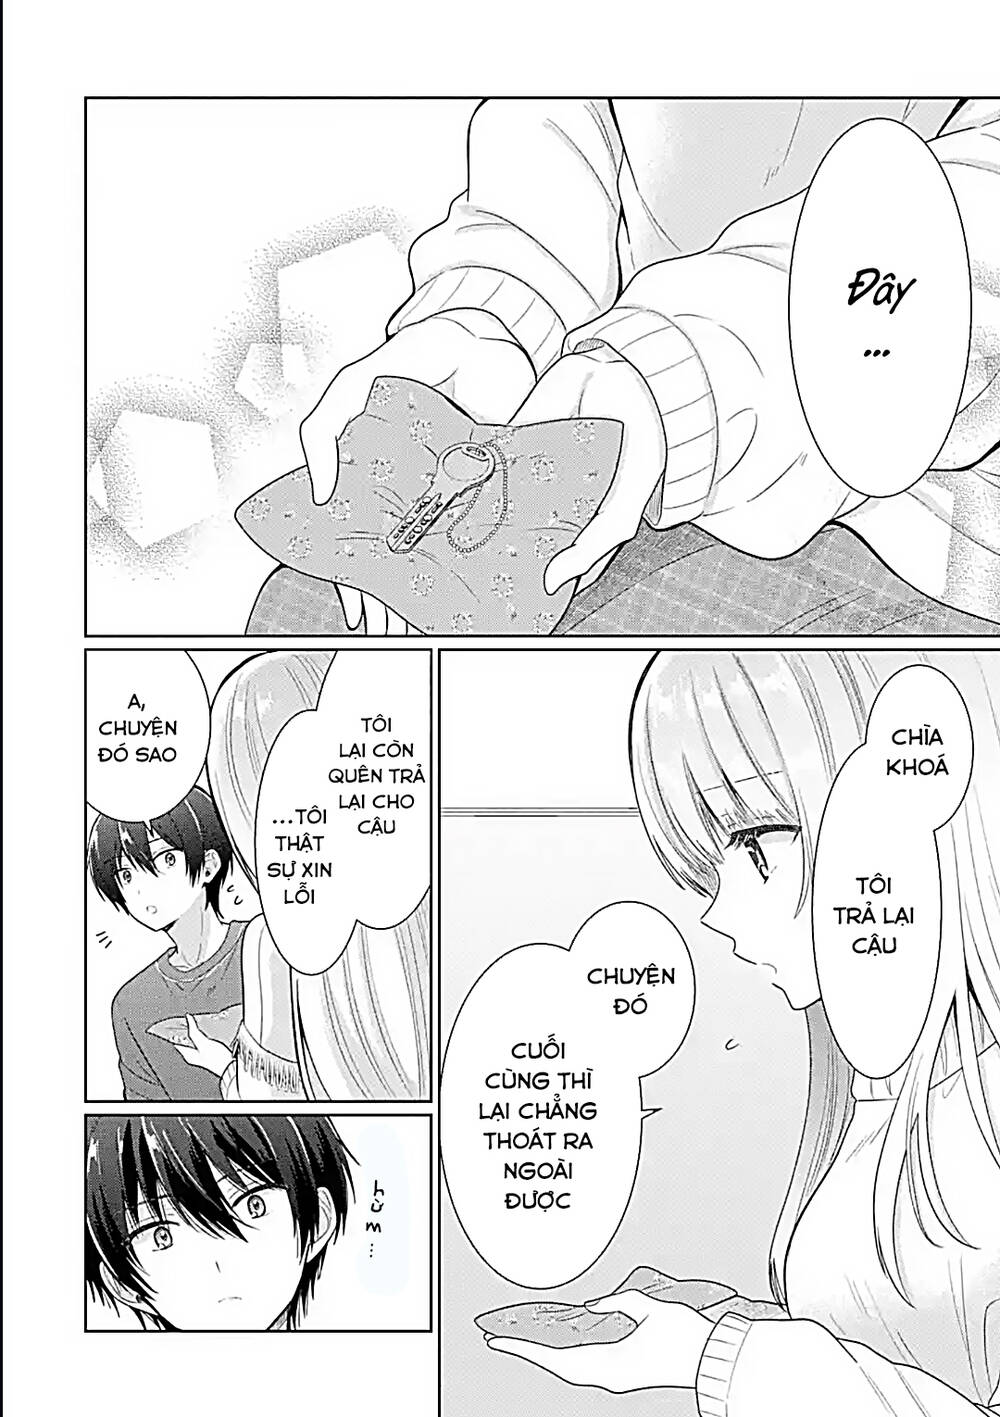 Đây
...
CHÌA
KHOÁ
TÔI
TRẢ LẠI
CẬU
CHUYỆN
ĐÓ
CUỐI
CÙNG THÌ
LẠI CHẲNG
THOÁT RA
NGOÀI
ĐƯỢC
TÔI
LẠI CÒN
QUÊN TRẢ
LẠI CHO
CẬU
...TÔI
THẬT
SỰ XIN
LỖI
A,
CHUYỆN
ĐÓ SAO
hừm...